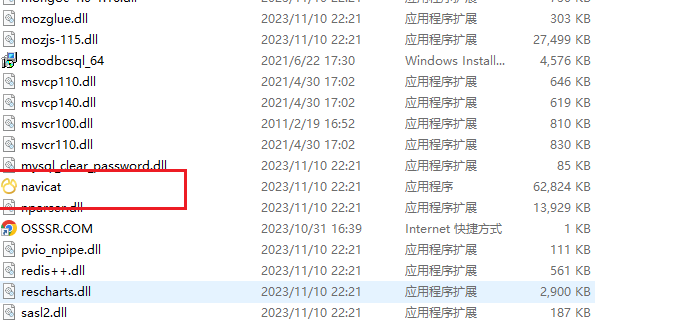 mozglue.dll 2023/11/10 22:21 应用程序扩展 303 KB
mozjs-115.dll 2023/11/10 22:21 应用程序扩展 27,499 KB
msodbcsql_64 2021/6/22 17:30 Windows Install... 4,576 KB
msvcp110.dll 2021/4/30 17:02 应用程序扩展 646 KB
msvcp140.dll 2021/4/30 17:02 应用程序扩展 619 KB
msvcr100.dll 2011/2/19 16:52 应用程序扩展 810 KB
msvcr110.dll 2021/4/30 17:02 应用程序扩展 830 KB
mysql_clear_password.dll 2023/11/10 22:21 应用程序扩展 85 KB
navicat 2023/11/10 22:21 应用程序 62,824 KB
nparser.dll 2023/11/10 22:21 应用程序扩展 13,929 KB
OSSSR.COM 2023/10/31 16:39 Internet 快捷方式 1 KB
pvio_npipe.dll 2023/11/10 22:21 应用程序扩展 111 KB
redis++.dll 2023/11/10 22:21 应用程序扩展 561 KB
rescharts.dll 2023/11/10 22:21 应用程序扩展 2,900 KB
sasl2.dll 2023/11/10 22:21 应用程序扩展 187 KB